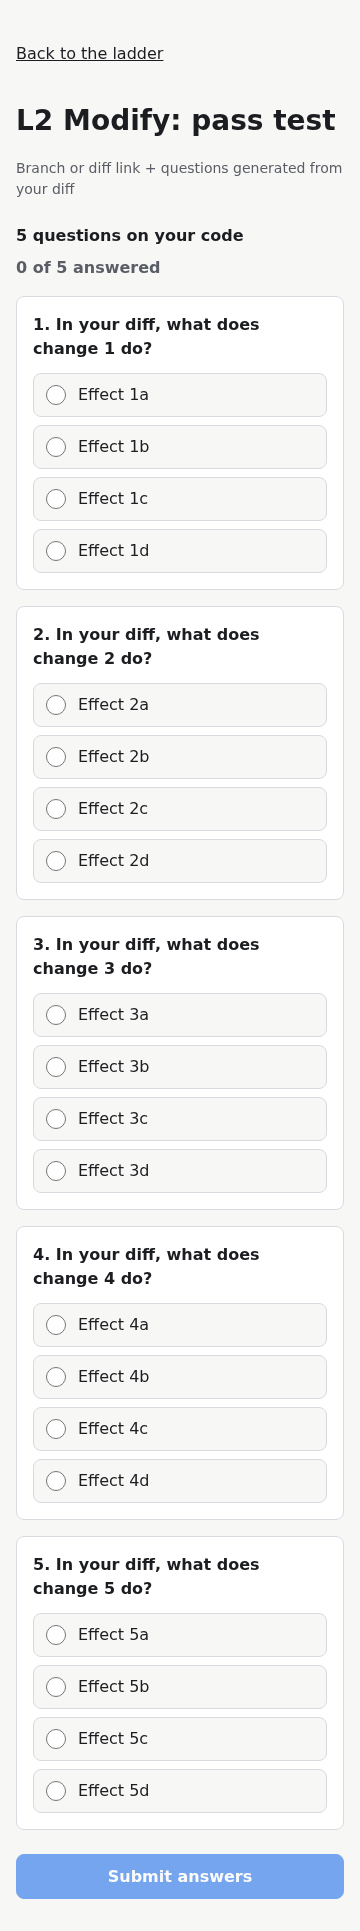 Back to the ladder
L2 Modify: pass test
Branch or diff link + questions generated from
your diff
5 questions on your code
0 of 5 answered
1. In your diff, what does
change 1 do?
Effect 1a
Effect 1b
Effect 1c
Effect 1d
2. In your diff, what does
change 2 do?
Effect 2a
Effect 2b
Effect 2c
Effect 2d
3. In your diff, what does
change 3 do?
Effect 3a
Effect 3b
Effect 3c
Effect 3d
4. In your diff, what does
change 4 do?
Effect 4a
Effect 4b
Effect 4c
Effect 4d
5. In your diff, what does
change 5 do?
Effect 5a
Effect 5b
Effect 5c
Effect 5d
Submit answers